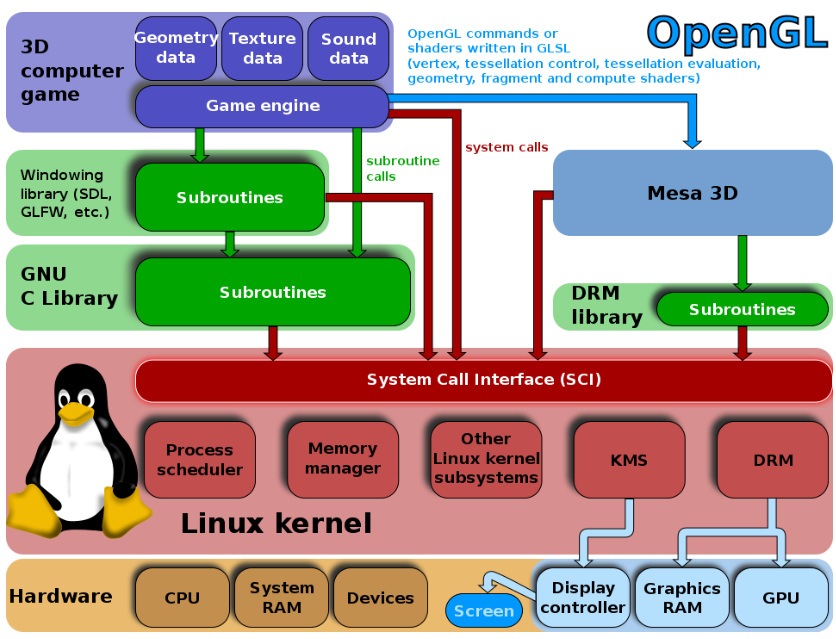 3D
computer
game
Geometry
data
Texture
data
Sound
data
Game engine
OpenGL commands or
shaders written in GLSL
(vertex, tessellation control, tessellation evaluation,
geometry, fragment and compute shaders)
OpenGL
subroutine
calls
system calls
Windowing
library (SDL,
GLFW, etc.)
Subroutines
Mesa 3D
GNU
C Library
Subroutines
DRM
library
Subroutines
System Call Interface (SCI)
Process
scheduler
Memory
manager
Other
Linux kernel
subsystems
KMS
DRM
Linux kernel
Hardware
CPU
System
RAM
Devices
Screen
Display
controller
Graphics
RAM
GPU